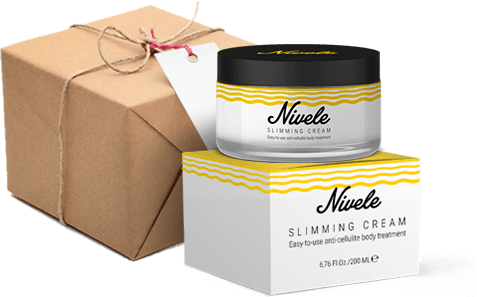 Nivele
Nivele
SLIMMING CREAM
Easy-to-use anti-cellulite body treatment
Nivele
SLIMMING CREAM
Easy-to-use anti-cellulite body treatment
6,76 Fl Oz / 200 ML ℮